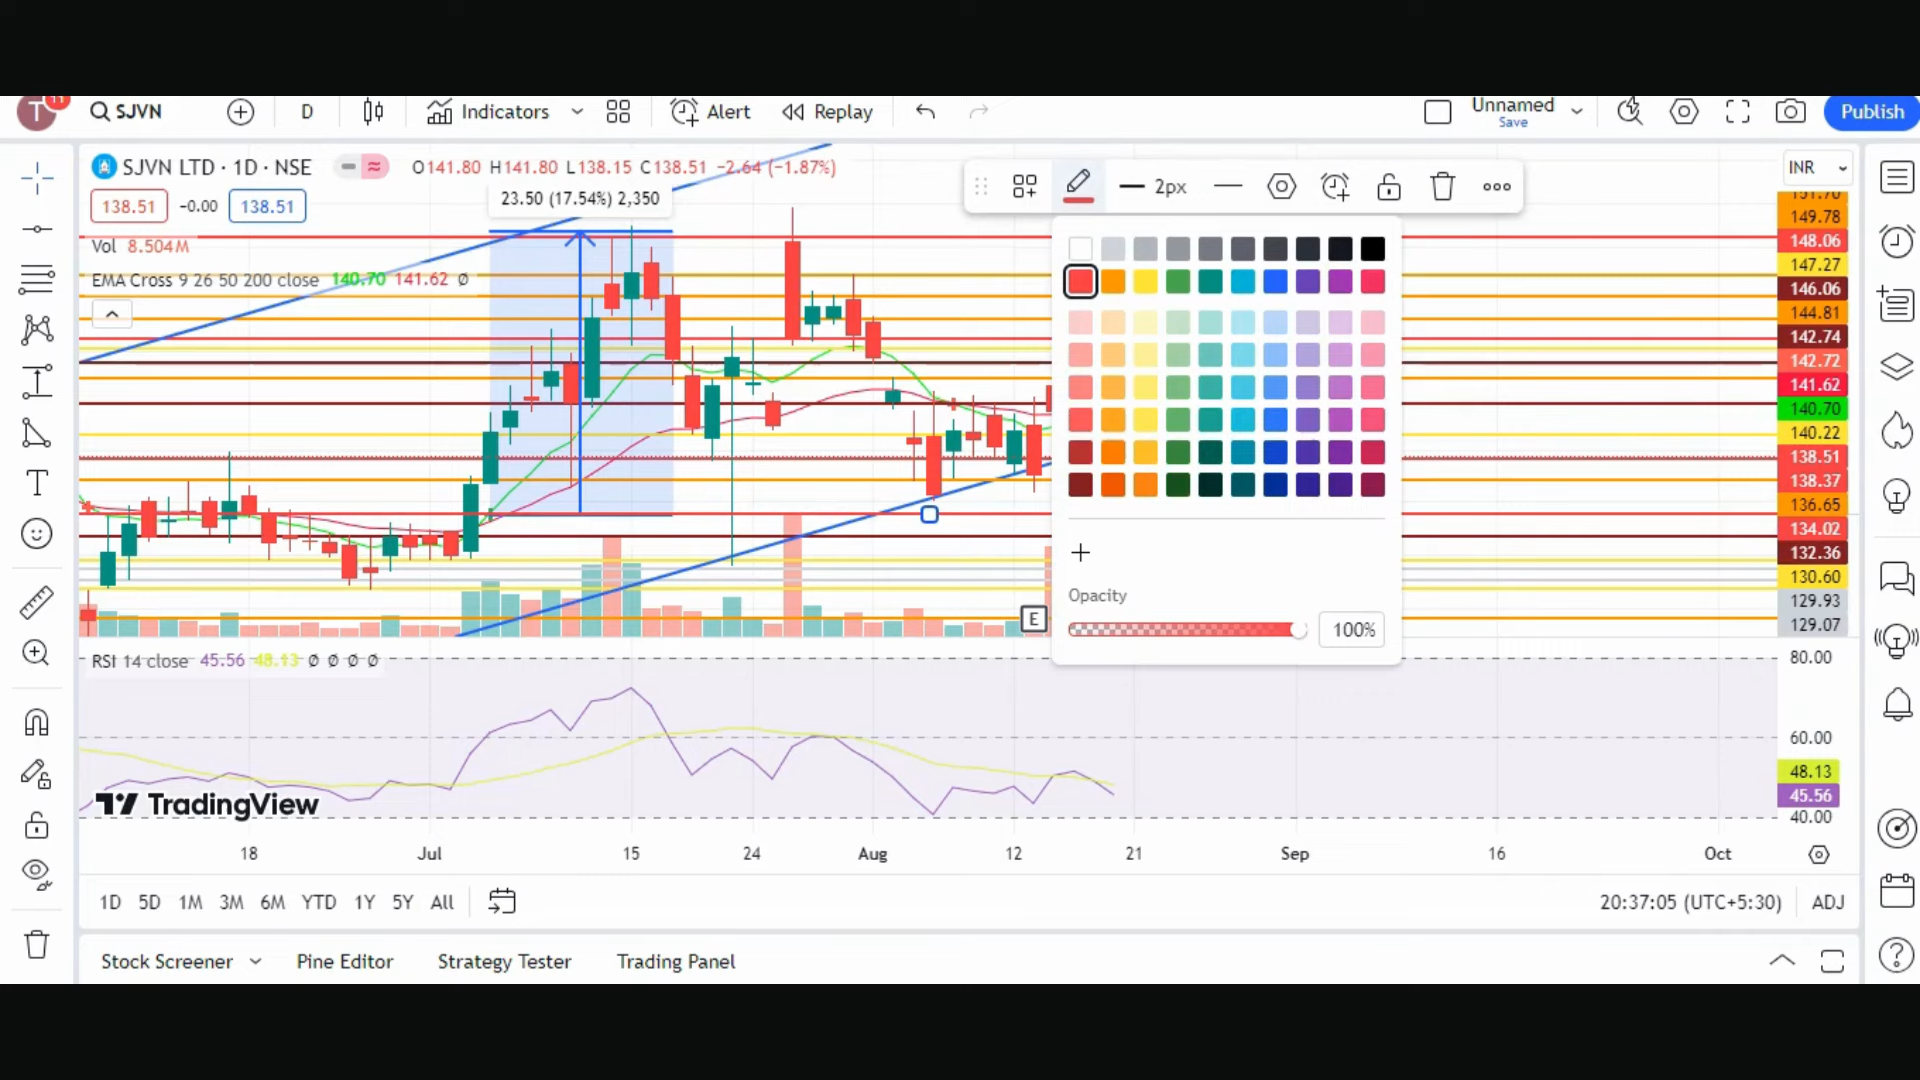 T 11 SJVN D Indicators Alert Replay Unnamed Save Publish
SJVN LTD · 1D · NSE O141.80 H141.80 L138.15 C138.51 −2.64 (−1.87%)
INR
23.50 (17.54%) 2,350
138.51 −0.00 138.51
Vol 8.504M
EMA Cross 9 26 50 200 close 140.70 141.62 Ø
2px
151.70
149.78
148.06
147.27
146.06
144.81
142.74
142.72
141.62
140.70
140.22
138.51
138.37
136.65
134.02
132.36
130.60
129.93
129.07
Opacity
100%
E
RSI 14 close 45.56 48.13 Ø Ø Ø Ø
80.00
60.00
48.13
45.56
40.00
TradingView
18 Jul 15 24 Aug 12 21 Sep 16 Oct
1D 5D 1M 3M 6M YTD 1Y 5Y All
20:37:05 (UTC+5:30) ADJ
Stock Screener Pine Editor Strategy Tester Trading Panel